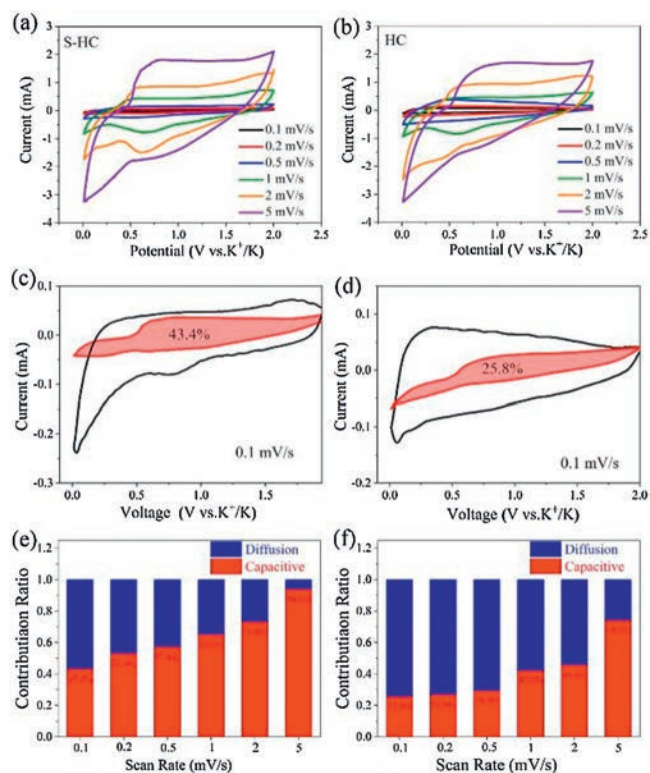 (a)
S-HC
Current (mA)
3
2
1
0
-1
-2
-3
-4
0.1 mV/s
0.2 mV/s
0.5 mV/s
1 mV/s
2 mV/s
5 mV/s
0.0 0.5 1.0 1.5 2.0 2.5
Potential (V vs.K⁺/K)
(b)
HC
Current (mA)
3
2
1
0
-1
-2
-3
-4
0.1 mV/s
0.2 mV/s
0.5 mV/s
1 mV/s
2 mV/s
5 mV/s
0.0 0.5 1.0 1.5 2.0 2.5
Potential (V vs.K⁺/K)
(c)
Current (mA)
0.1
0.0
-0.1
-0.2
-0.3
43.4%
0.1 mV/s
0.0 0.5 1.0 1.5
Voltage (V vs.K⁺/K)
(d)
Current (mA)
0.1
0.0
-0.1
-0.2
25.8%
0.1 mV/s
0.0 0.5 1.0 1.5 2.0
Voltage (V vs.K⁺/K)
(e)
Contributiaon Ratio
1.2
1.0
0.8
0.6
0.4
0.2
0.0
Diffusion
Capacitive
0.1 0.2 0.5 1 2 5
Scan Rate (mV/s)
(f)
Contributiaon Ratio
1.2
1.0
0.8
0.6
0.4
0.2
0.0
Diffusion
Capacitive
0.1 0.2 0.5 1 2 5
Scan Rate (mV/s)